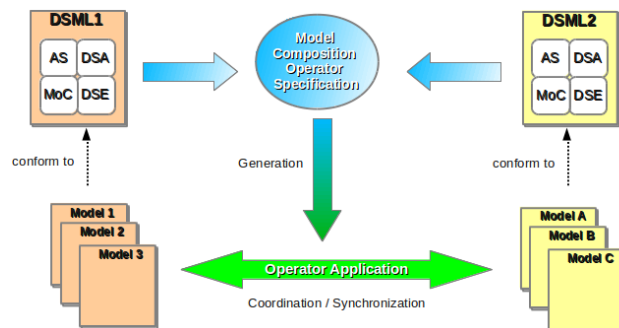 DSML1
AS DSA
MoC DSE
Model
Composition
Operator
Specification
DSML2
AS DSA
MoC DSE
conform to
Generation
conform to
Model 1
Model 2
Model 3
Operator Application
Coordination / Synchronization
Model A
Model B
Model C